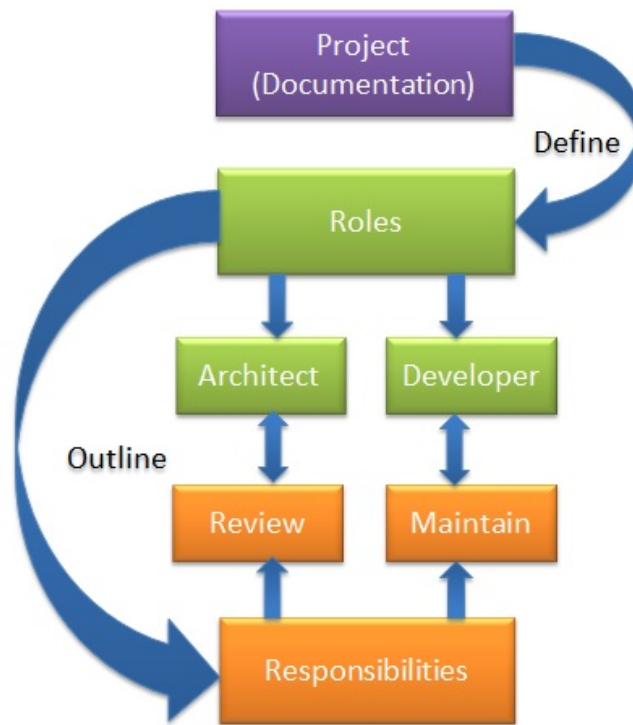 Project
(Documentation)
Define
Roles
Architect
Developer
Outline
Review
Maintain
Responsibilities